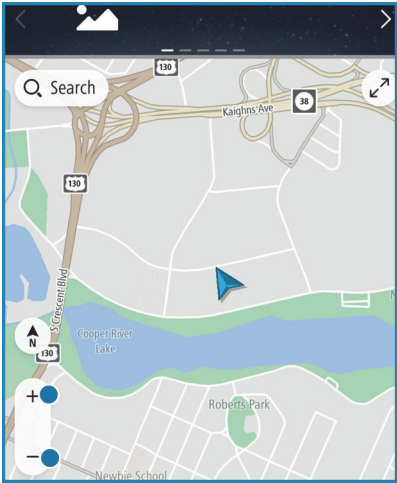 130
Search
Kaighns Ave
38
130
S Crescent Blvd
Cooper River
Lake
N
130
+
Roberts Park
−
Newbie School